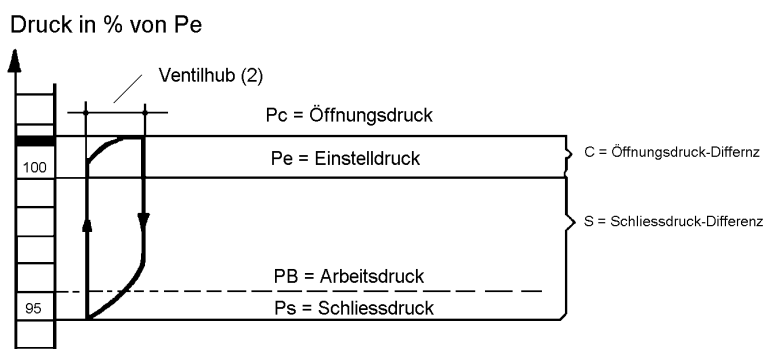 Druck in % von Pe
Ventilhub (2)
Pc = Öffnungsdruck
C = Öffnungsdruck-Differnz
Pe = Einstelldruck
100
S = Schliessdruck-Differenz
PB = Arbeitsdruck
95
Ps = Schliessdruck